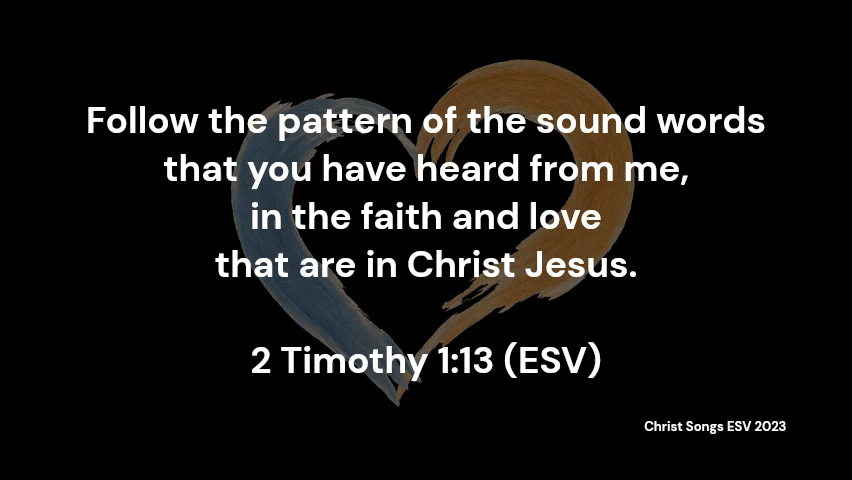 Follow the pattern of the sound words
that you have heard from me,
in the faith and love
that are in Christ Jesus.
2 Timothy 1:13 (ESV)
Christ Songs ESV 2023